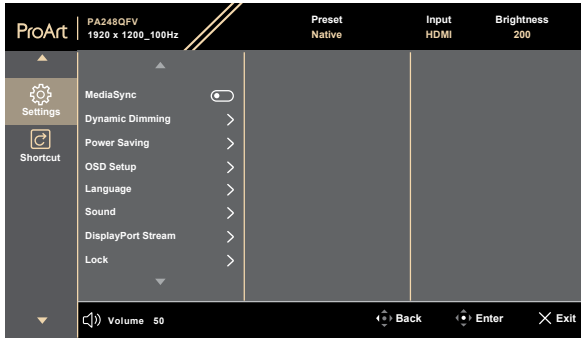 ProArt
PA248QFV
1920 x 1200_100Hz
Preset
Native
Input
HDMI
Brightness
200
Settings
Shortcut
MediaSync
Dynamic Dimming
Power Saving
OSD Setup
Language
Sound
DisplayPort Stream
Lock
Volume 50
Back
Enter
Exit